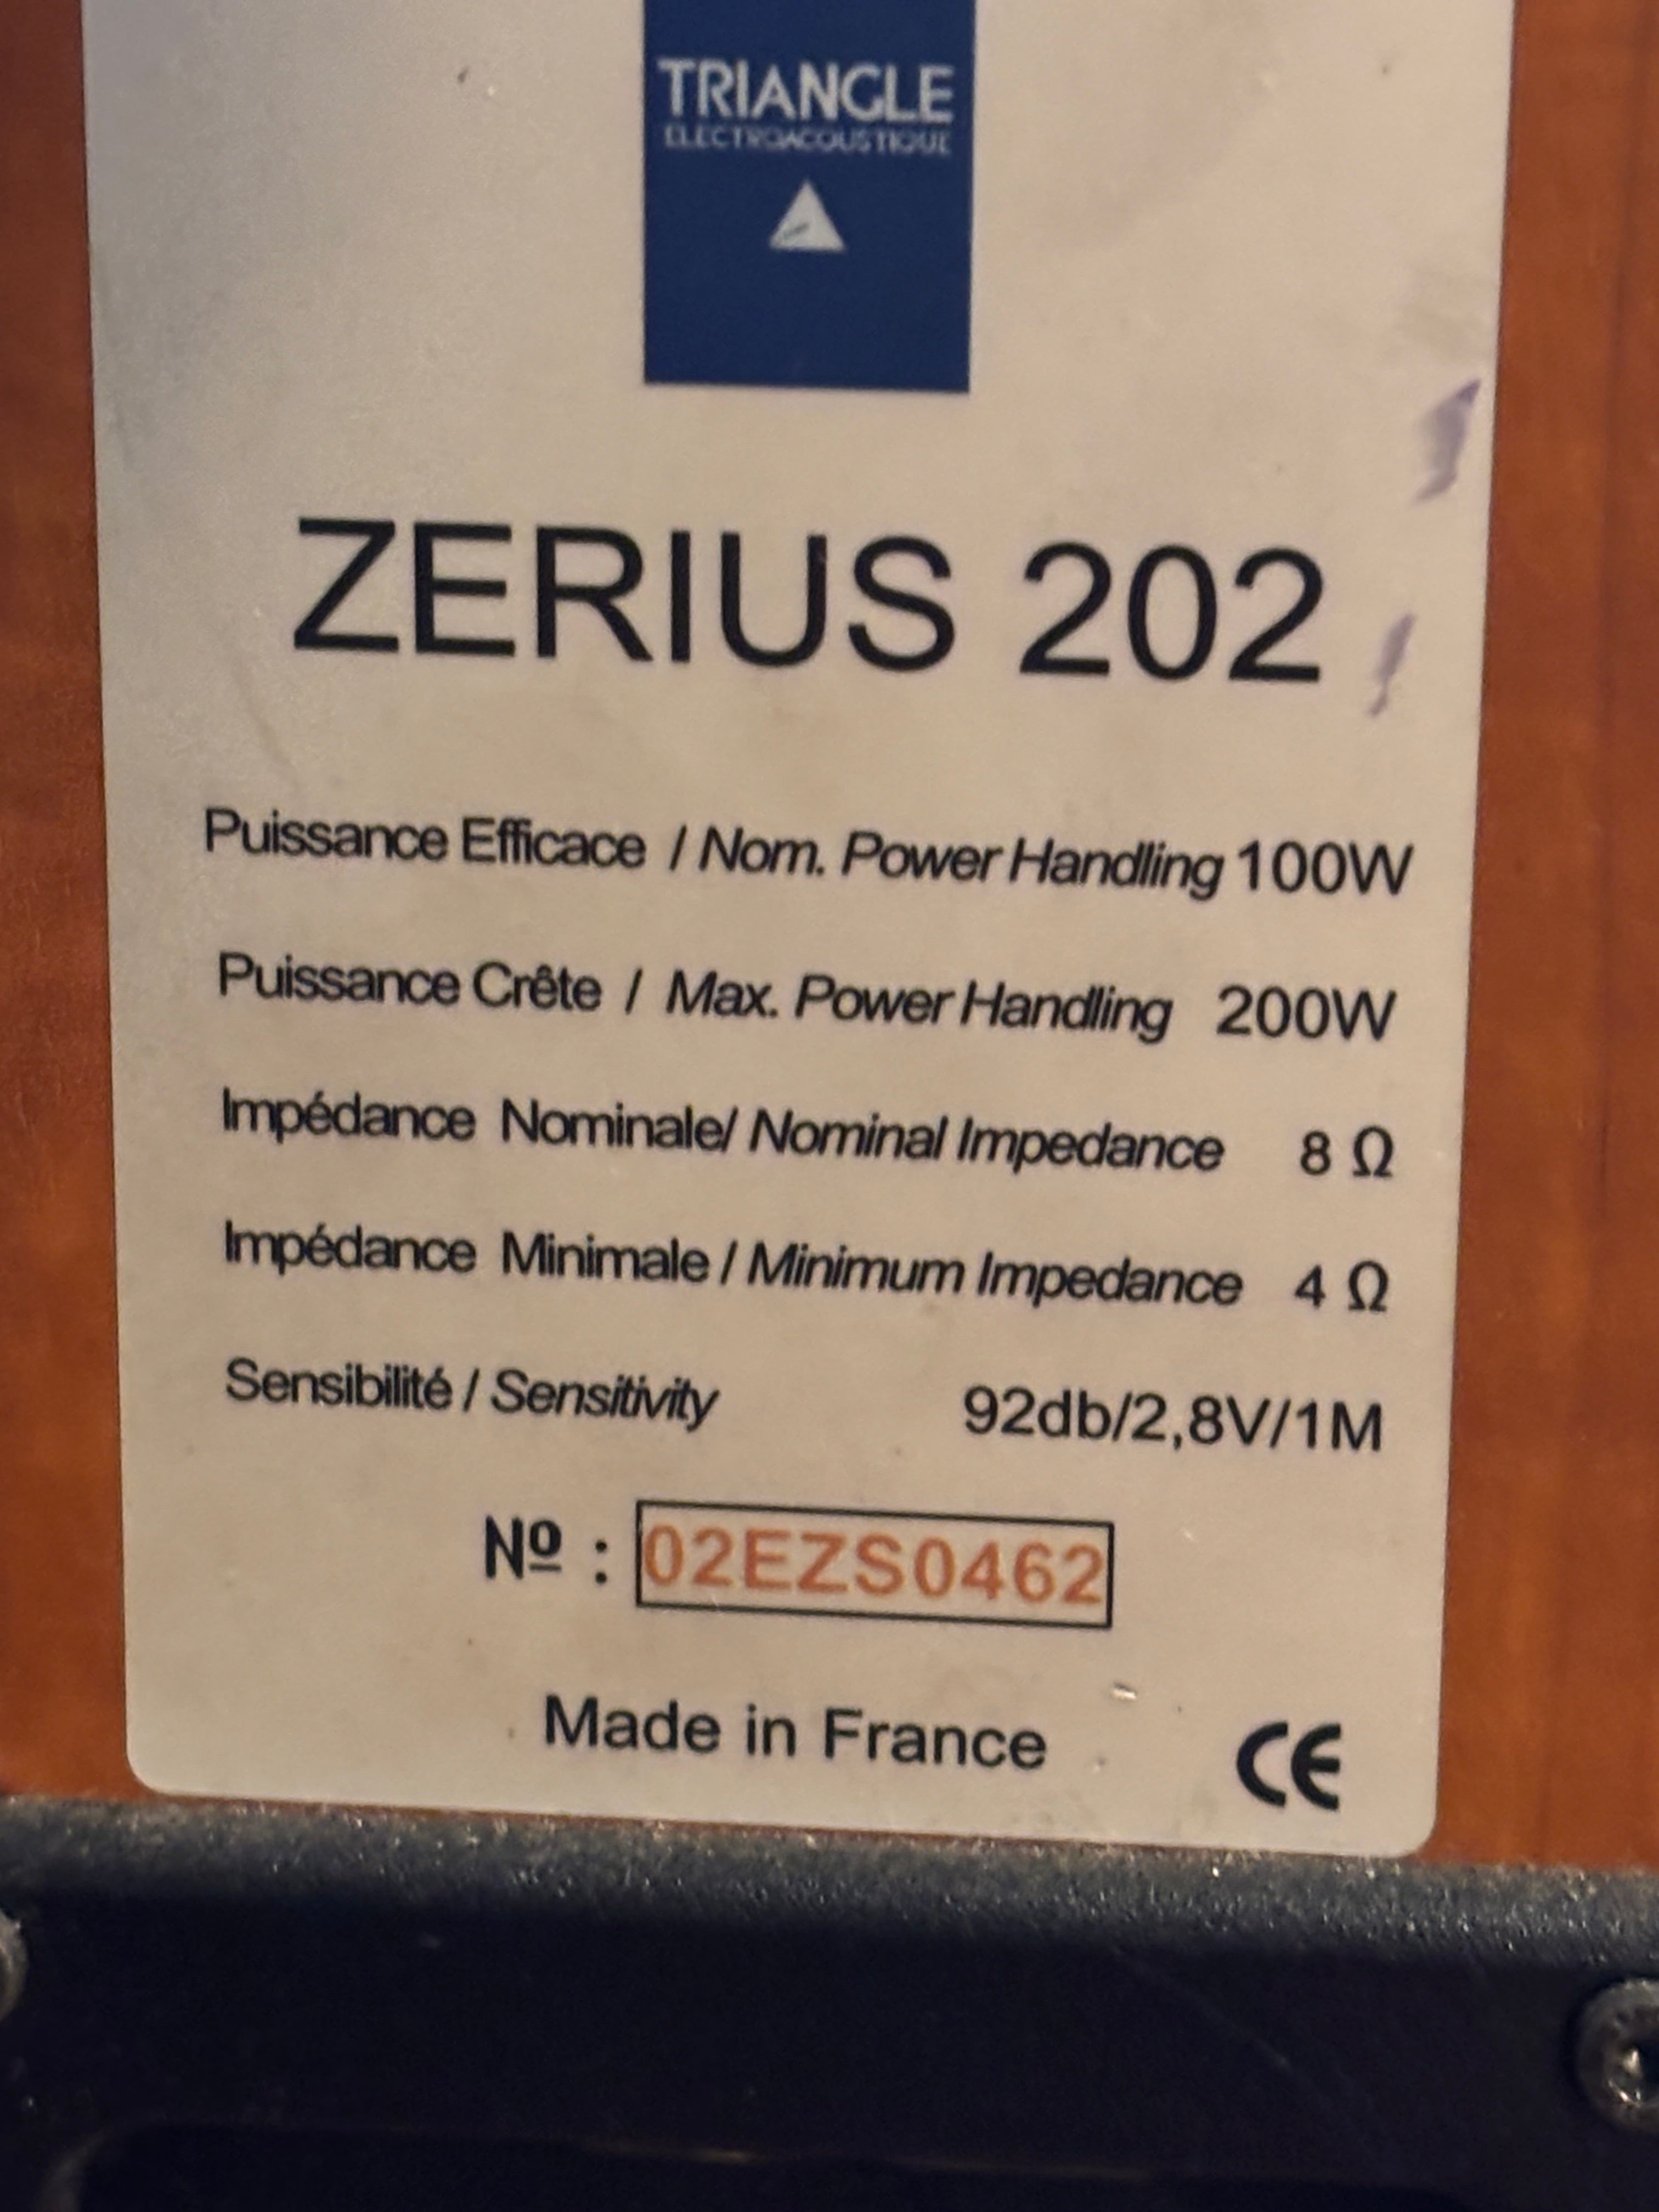 TRIANGLE
ELECTROACOUSTIQUE
ZERIUS 202
Puissance Efficace / Nom. Power Handling 100W
Puissance Crête / Max. Power Handling 200W
Impédance Nominale/ Nominal Impedance 8 Ω
Impédance Minimale / Minimum Impedance 4 Ω
Sensibilité / Sensitivity 92db/2,8V/1M
Nº : 02EZS0462
Made in France CE